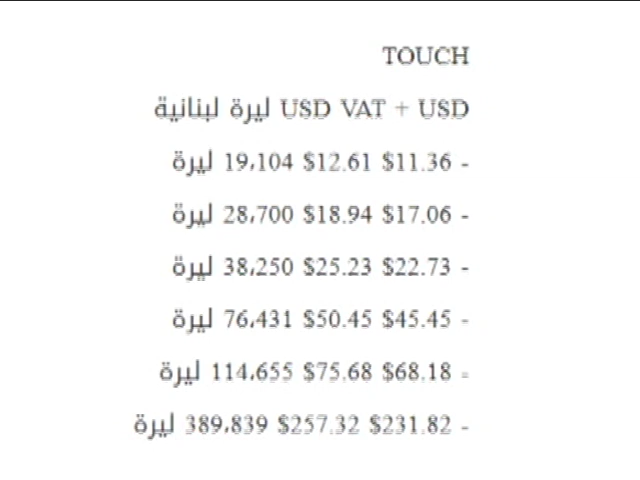 TOUCH
USD + USD VAT ليرة لبنانية
- $11.36 $12.61 19،104 ليرة
- $17.06 $18.94 28،700 ليرة
- $22.73 $25.23 38،250 ليرة
- $45.45 $50.45 76،431 ليرة
- $68.18 $75.68 114،655 ليرة
- $231.82 $257.32 389،839 ليرة